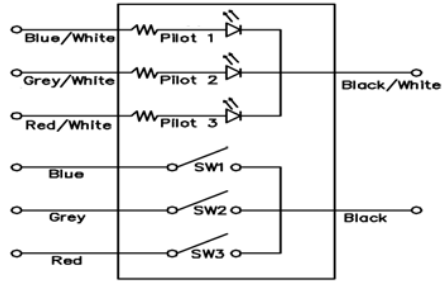 Blue/White
Pilot 1
Grey/White
Pilot 2
Black/White
Red/White
Pilot 3
Blue
SW1
Grey
SW2
Black
Red
SW3